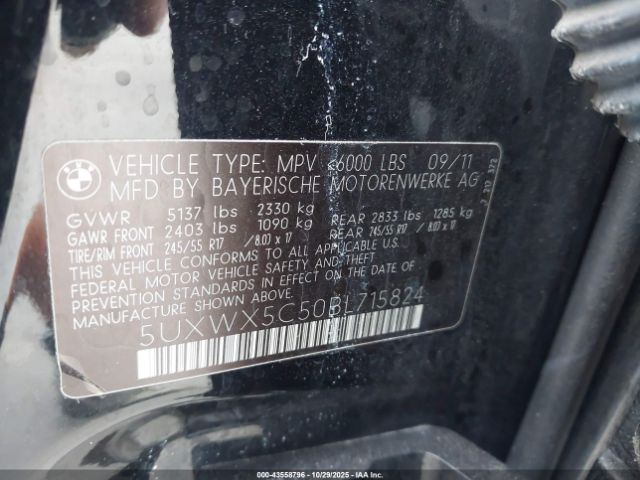 BMW
VEHICLE TYPE: MPV <6000 LBS 09/11
MFD BY BAYERISCHE MOTORENWERKE AG
GVWR 5137 lbs 2330 kg
GAWR FRONT 2403 lbs 1090 kg REAR 2833 lbs 1285 kg
TIRE/RIM FRONT 245/55 R17 /8.0J x 17 REAR 245/55 R17 /8.0J x 17
THIS VEHICLE CONFORMS TO ALL APPLICABLE U.S.
FEDERAL MOTOR VEHICLE SAFETY AND THEFT
PREVENTION STANDARDS IN EFFECT ON THE DATE OF
MANUFACTURE SHOWN ABOVE.
5UXWX5C50BL715824
000-43558796 - 10/29/2025 - IAAI.com